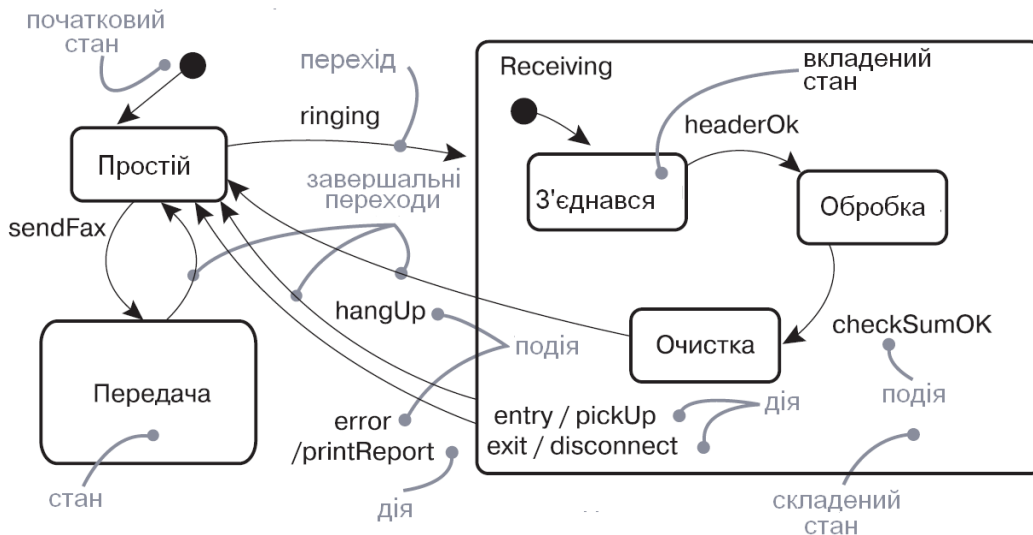 початковий
стан
перехід
ringing
Receiving
вкладений
стан
headerOk
Простій
завершальні
переходи
З'єднався
Обробка
sendFax
hangUp
подія
Очистка
checkSumOK
Передача
error
/printReport
entry / pickUp
exit / disconnect
дія
подія
стан
дія
складений
стан